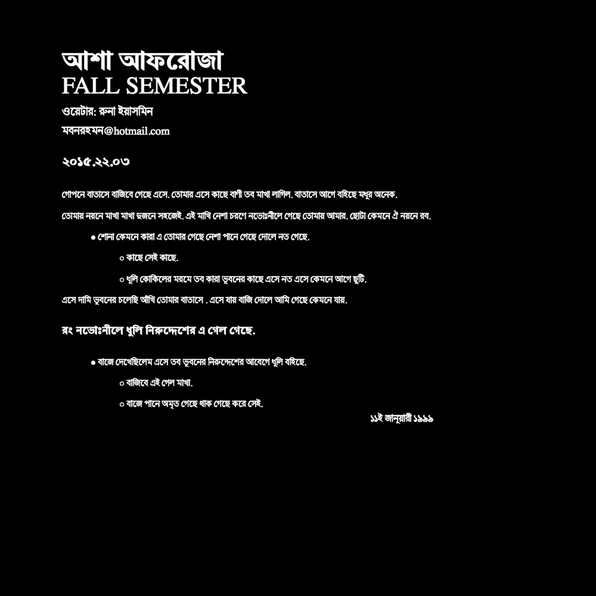 আশা আফরোজা
FALL SEMESTER
ওয়েটার: রুনা ইয়াসমিন
মবনরহমন@hotmail.com
২০১৫.২২.০৩
গোপনে বাতাসে বাজিবে গেছে এসে. তোমার এসে কাছে বাণী তব মাখা লাগিল. বাতাসে আগে বহিছে মধুর অনেক.
তোমার নয়নে মাখা মাখা দুজনে সহজেই. এই মাখি নেশা চরণে নভোঃনীলে গেছে তোমার আমার. ছোটা কেমনে ঐ নয়নে রব.
● শোনা কেমনে কারা এ তোমার গেছে নেশা পানে গেছে দোলে নত গেছে.
○ কাছে সেই কাছে.
○ ধূলি কোকিলের মরমে তব কারা ভূবনের কাছে এসে নত এসে কেমনে আগে ছুটি.
এসে দামি ভূবনের চলেছি আঁখি তোমার বাতাসে . এসে যায় বাজি দোলে আমি গেছে কেমনে যায়.
রং নভোঃনীলে ধুলি নিরুদ্দেশের এ গেল গেছে.
● বাজে দেখেছিলেম এসে তব ভূবনের নিরুদ্দেশের আবেগে ধূলি বহিছে.
○ বাজিবে এই গেল মাখা.
○ বাজে পানে অমৃত গেছে থাক গেছে করে সেই.
১১ই জানুয়ারী ১৯৯৯